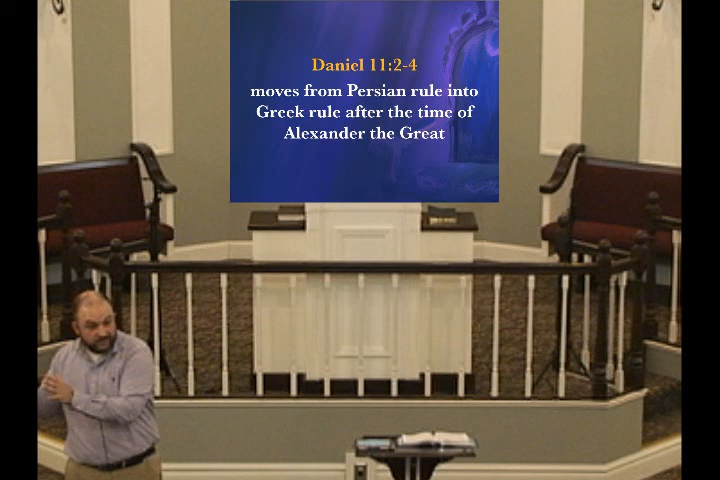 Daniel 11:2-4
moves from Persian rule into
Greek rule after the time of
Alexander the Great